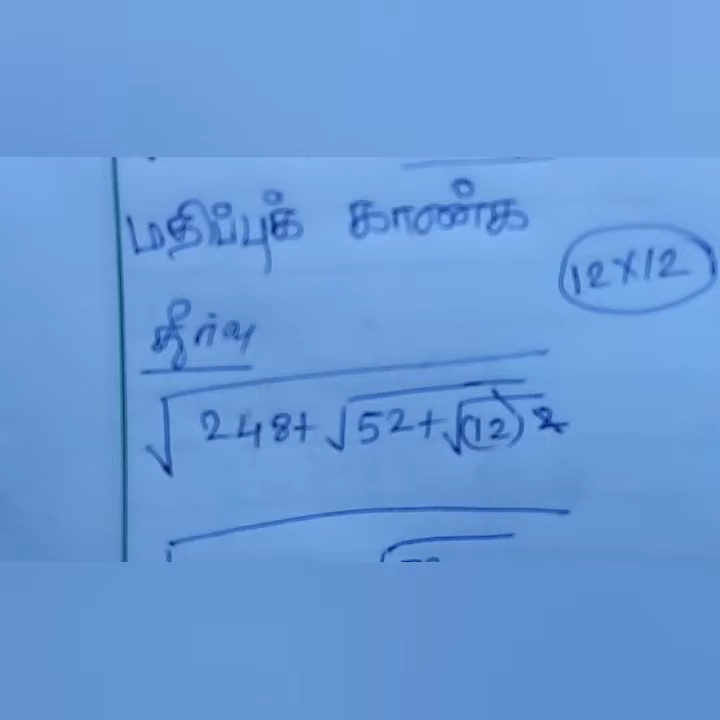 மதிப்புக் காண்க
12×12
தீர்வு
√248+√52+√(12)²